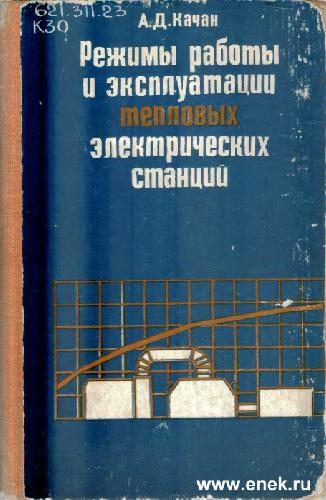 621.311.23
К30
А.Д.Качан
Режимы работы
и эксплуатации
тепловых
электрических
станций
www.enek.ru